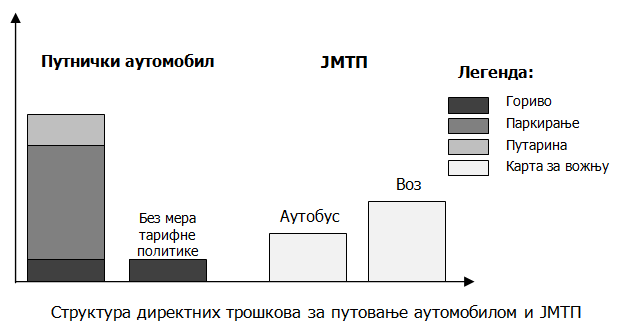 Путнички аутомобил
ЈМТП
Легенда:
Гориво
Паркирање
Путарина
Карта за вожњу
Воз
Аутобус
Без мера
тарифне
политике
Структура директних трошкова за путовање аутомобилом и ЈМТП